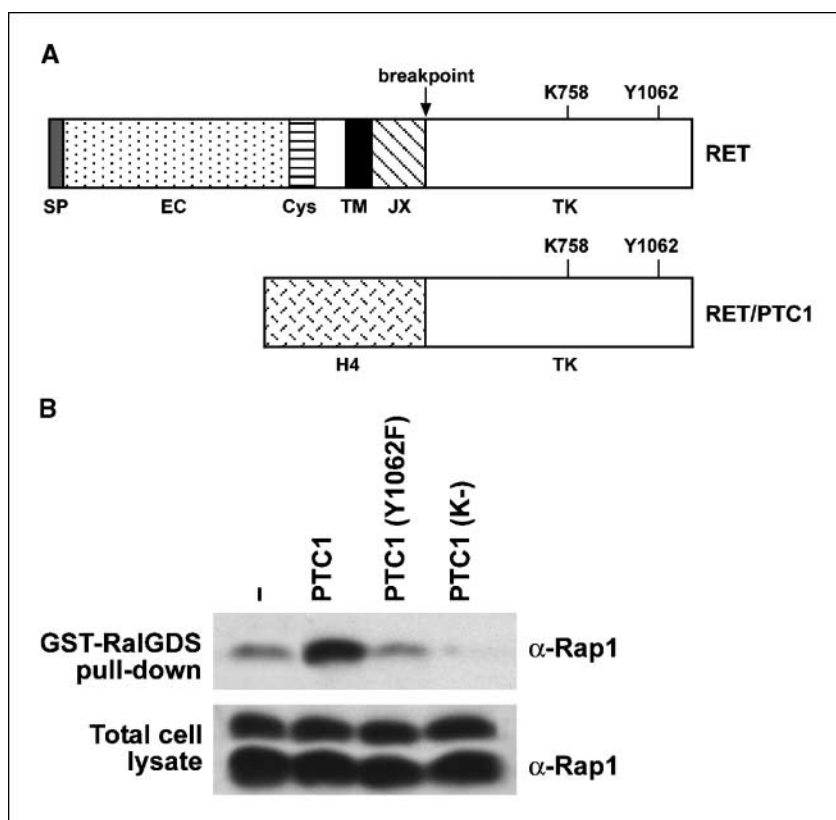 A
breakpoint
K758 Y1062
RET
SP EC Cys TM JX TK
K758 Y1062
RET/PTC1
H4 TK
B
–
PTC1
PTC1 (Y1062F)
PTC1 (K-)
GST-RalGDS
pull-down
α-Rap1
Total cell
lysate
α-Rap1